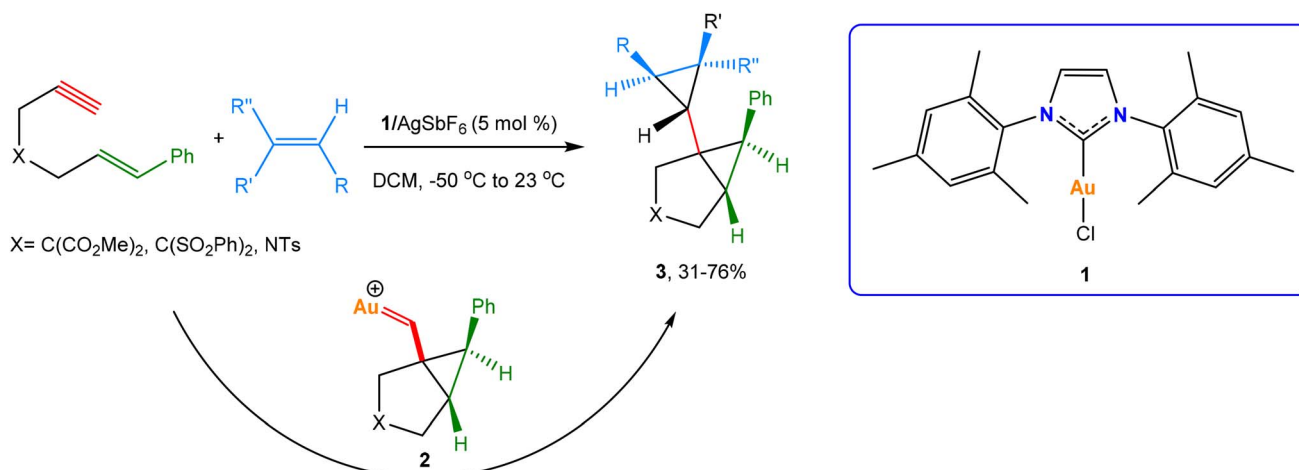 R
R'
R"
H
Ph
H
H
H
X
3, 31-76%
X
Ph
+
R"
H
R'
R
1/AgSbF6 (5 mol %)
DCM, -50 °C to 23 °C
X= C(CO2Me)2, C(SO2Ph)2, NTs
⊕
Au
Ph
H
X
H
2
N
N
Au
Cl
1